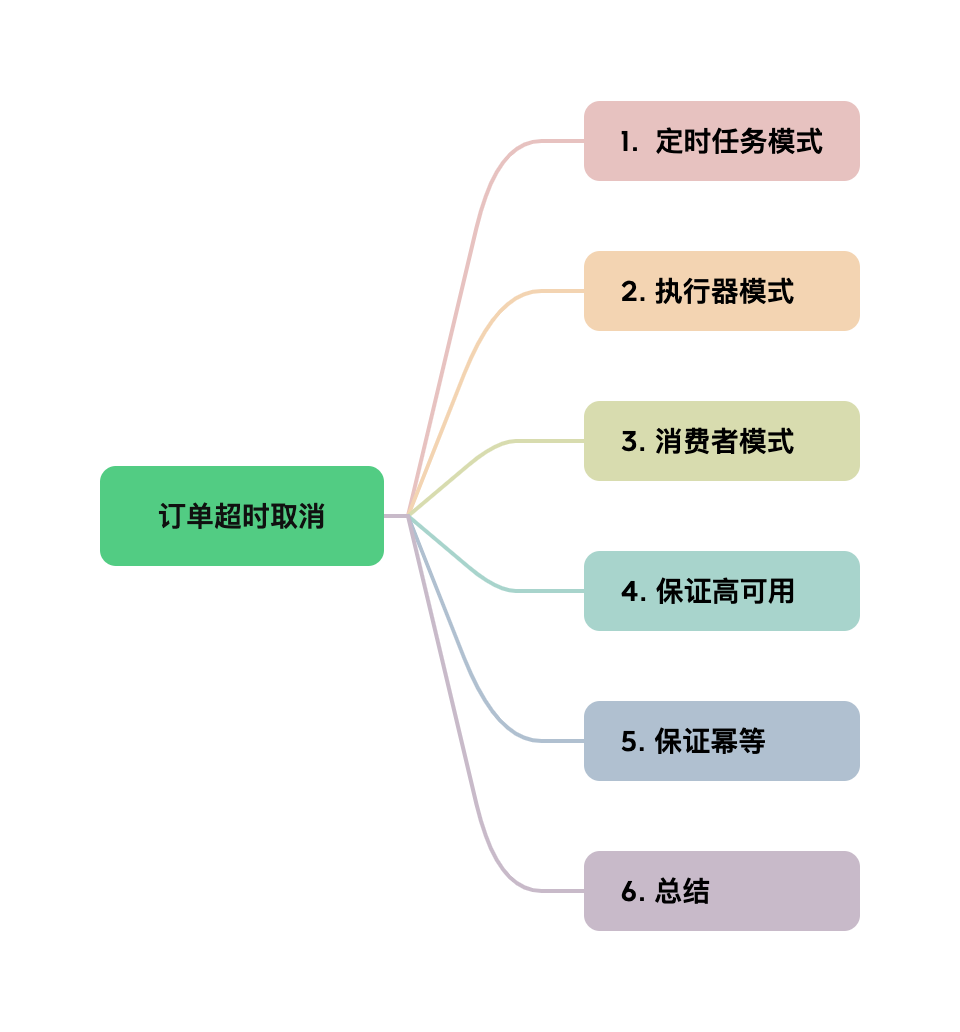 订单超时取消
1. 定时任务模式
2. 执行器模式
3. 消费者模式
4. 保证高可用
5. 保证幂等
6. 总结